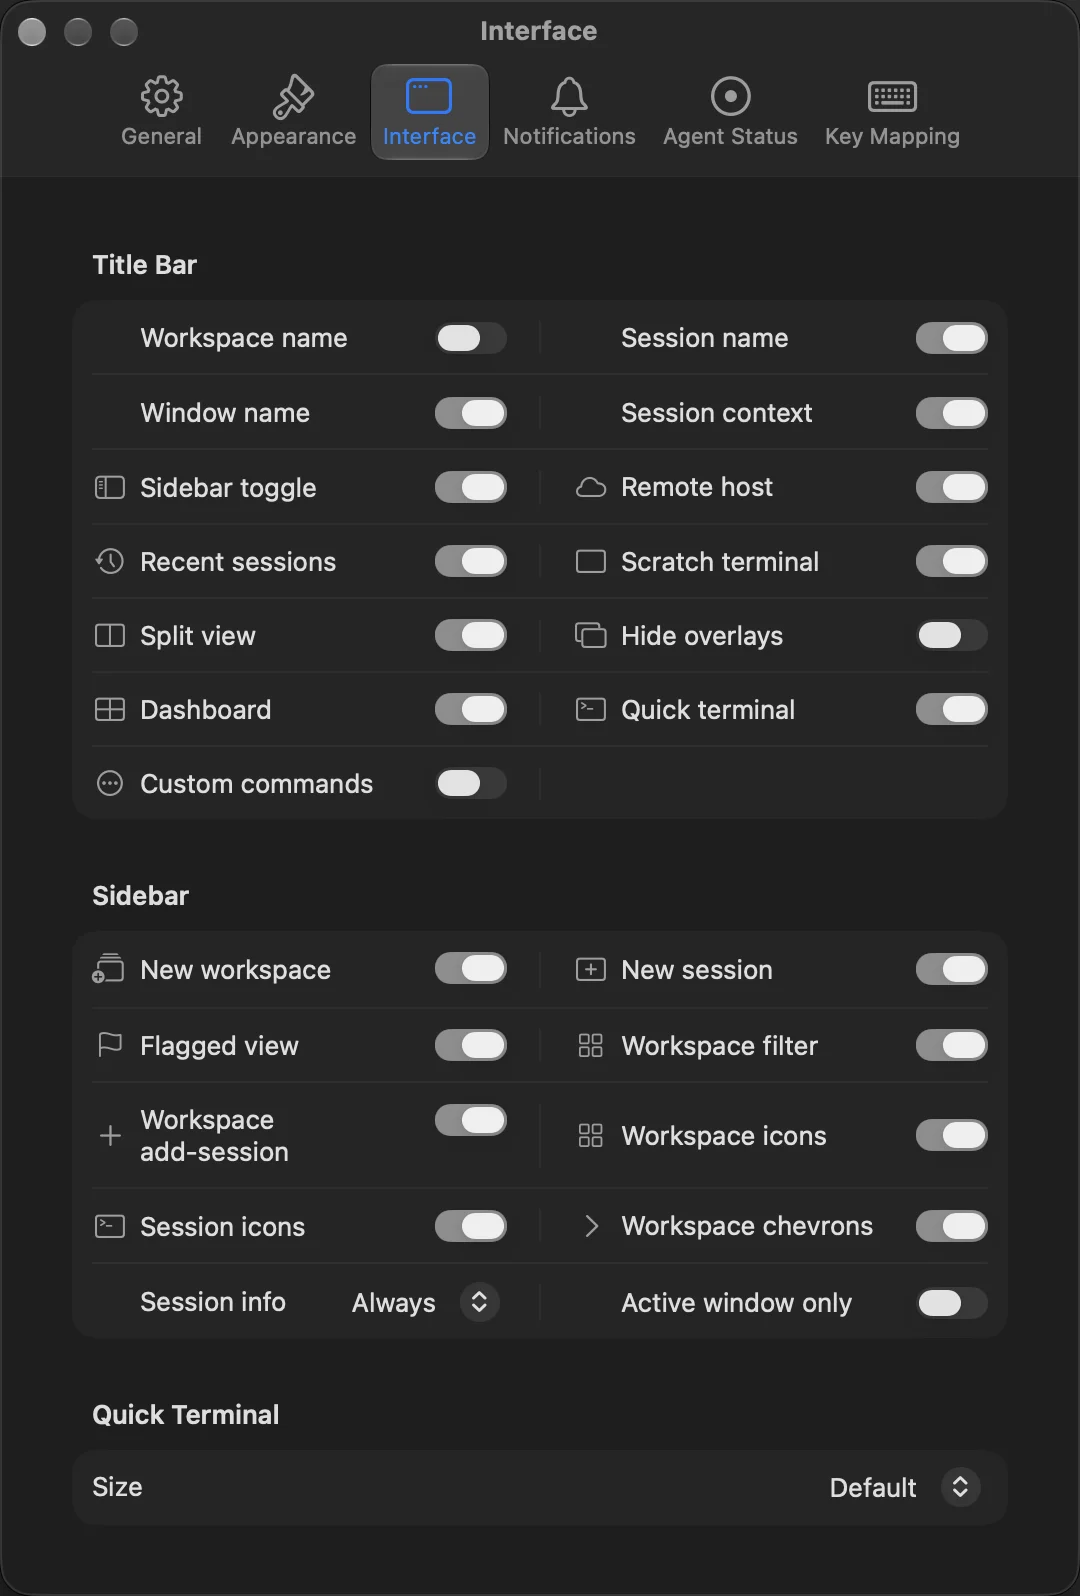 Interface
General
Appearance
Interface
Notifications
Agent Status
Key Mapping
Title Bar
Workspace name
Session name
Window name
Session context
Sidebar toggle
Remote host
Recent sessions
Scratch terminal
Split view
Hide overlays
Dashboard
Quick terminal
Custom commands
Sidebar
New workspace
New session
Flagged view
Workspace filter
Workspace
add-session
Workspace icons
Session icons
Workspace chevrons
Session info
Always
Active window only
Quick Terminal
Size
Default